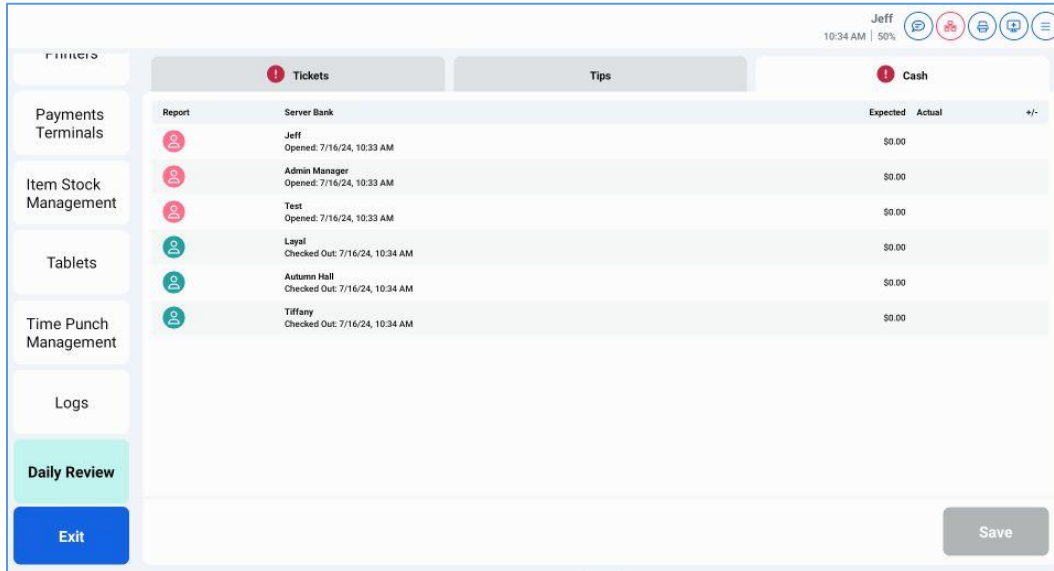 Jeff
10:34 AM | 50%
Printers
Payments
Terminals
Item Stock
Management
Tablets
Time Punch
Management
Logs
Daily Review
Exit
! Tickets
Tips
! Cash
Report Server Bank Expected Actual +/-
Jeff
Opened: 7/16/24, 10:33 AM
$0.00
Admin Manager
Opened: 7/16/24, 10:33 AM
$0.00
Test
Opened: 7/16/24, 10:33 AM
$0.00
Layal
Checked Out: 7/16/24, 10:34 AM
$0.00
Autumn Hall
Checked Out: 7/16/24, 10:34 AM
$0.00
Tiffany
Checked Out: 7/16/24, 10:34 AM
$0.00
Save